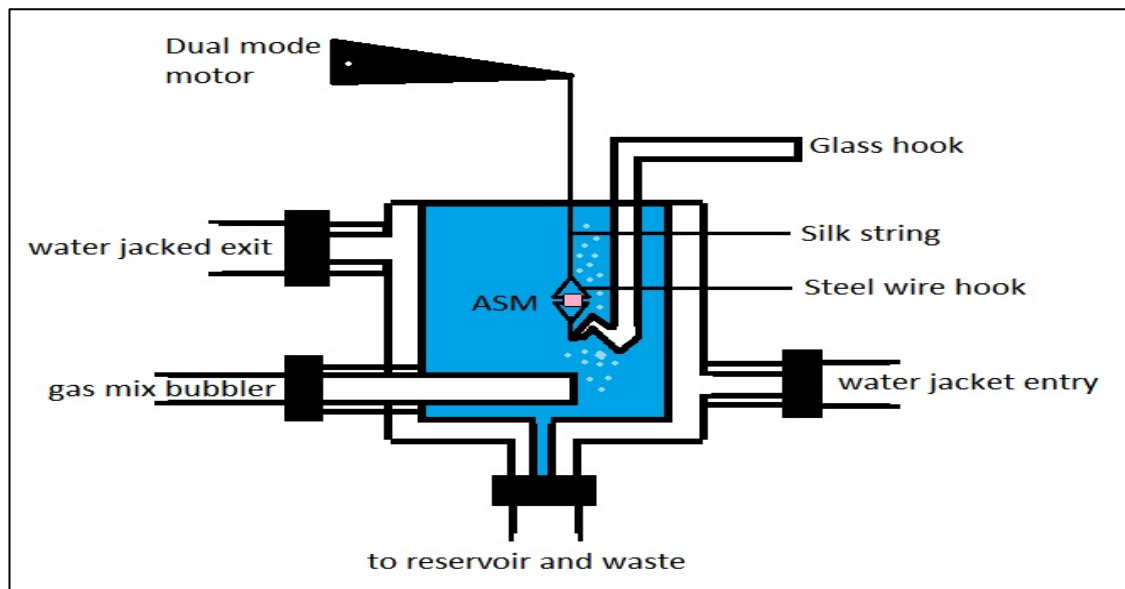 Dual mode
motor
Glass hook
water jacked exit
Silk string
Steel wire hook
ASM
gas mix bubbler
water jacket entry
to reservoir and waste